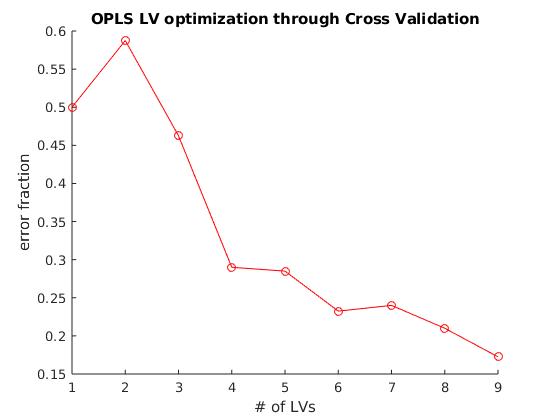 OPLS LV optimization through Cross Validation
0.6
0.55
0.5
0.45
0.4
0.35
0.3
0.25
0.2
0.15
error fraction
1 2 3 4 5 6 7 8 9
# of LVs